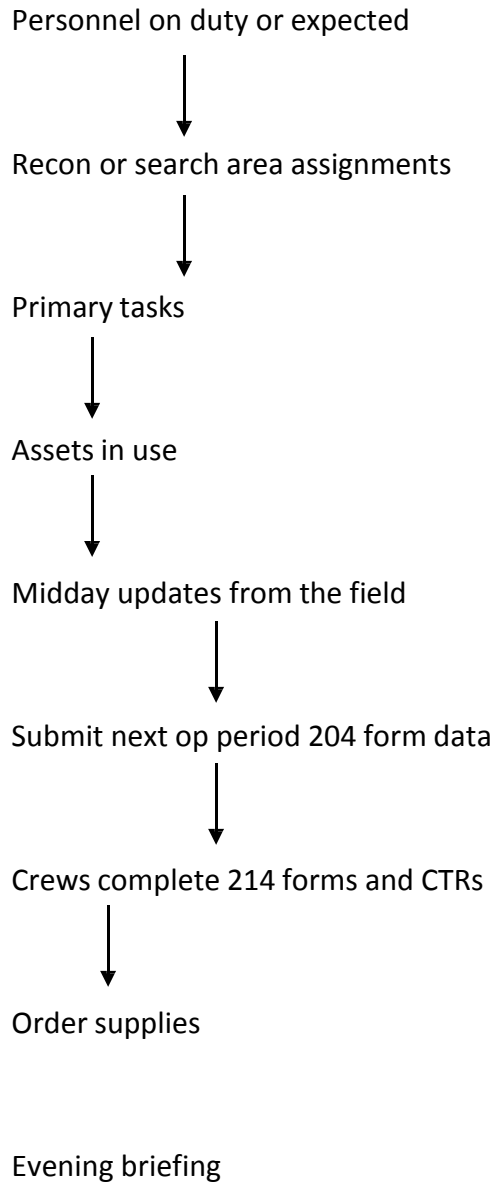 Personnel on duty or expected
Recon or search area assignments
Primary tasks
Assets in use
Midday updates from the field
Submit next op period 204 form data
Crews complete 214 forms and CTRs
Order supplies
Evening briefing